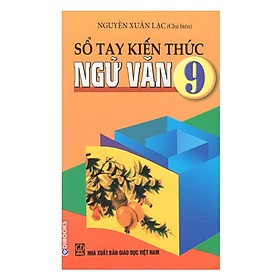 NGUYỄN XUÂN LẠC (Chủ biên)
SỔ TAY KIẾN THỨC
NGỮ VĂN 9
DIBOOKS
NHÀ XUẤT BẢN GIÁO DỤC VIỆT NAM